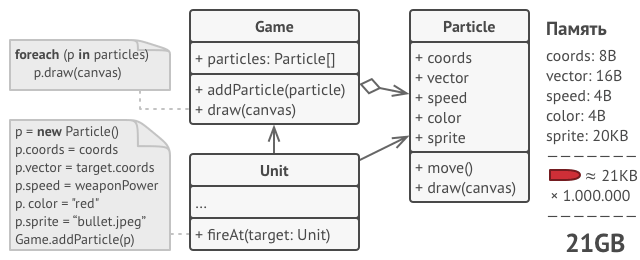 foreach (p in particles)
p.draw(canvas)
p = new Particle()
p.coords = coords
p.vector = target.coords
p.speed = weaponPower
p. color = "red"
p.sprite = “bullet.jpeg”
Game.addParticle(p)
Game
+ particles: Particle[]
+ addParticle(particle)
+ draw(canvas)
Unit
...
+ fireAt(target: Unit)
Particle
+ coords
+ vector
+ speed
+ color
+ sprite
+ move()
+ draw(canvas)
Память
coords: 8B
vector: 16B
speed: 4B
color: 4B
sprite: 20KB
≈ 21KB
× 1.000.000
21GB